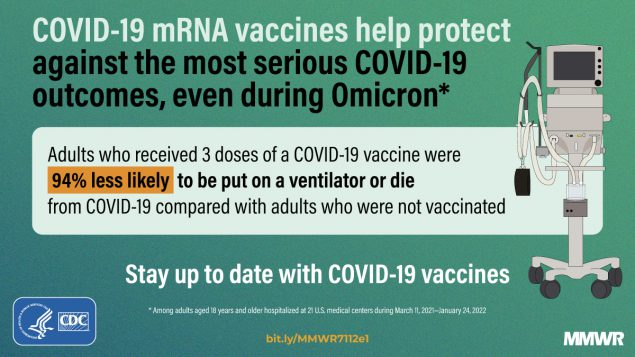 COVID-19 mRNA vaccines help protect
against the most serious COVID-19
outcomes, even during Omicron*
Adults who received 3 doses of a COVID-19 vaccine were
94% less likely to be put on a ventilator or die
from COVID-19 compared with adults who were not vaccinated
Stay up to date with COVID-19 vaccines
* Among adults aged 18 years and older hospitalized at 21 U.S. medical centers during March 11, 2021–January 24, 2022
CDC
bit.ly/MMWR7112e1
MMWR